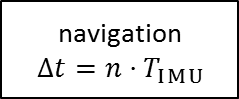 navigation
Δt = n · T_IMU